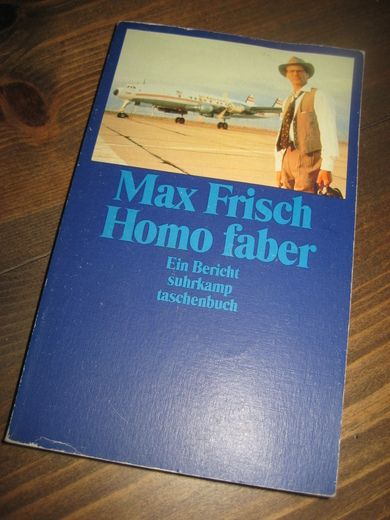 Max Frisch
Homo faber
Ein Bericht
suhrkamp
taschenbuch